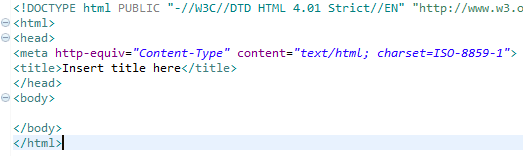 <!DOCTYPE html PUBLIC "-//W3C//DTD HTML 4.01 Strict//EN" "http://www.w3.o
<html>
<head>
<meta http-equiv="Content-Type" content="text/html; charset=ISO-8859-1">
<title>Insert title here</title>
</head>
<body>
</body>
</html>